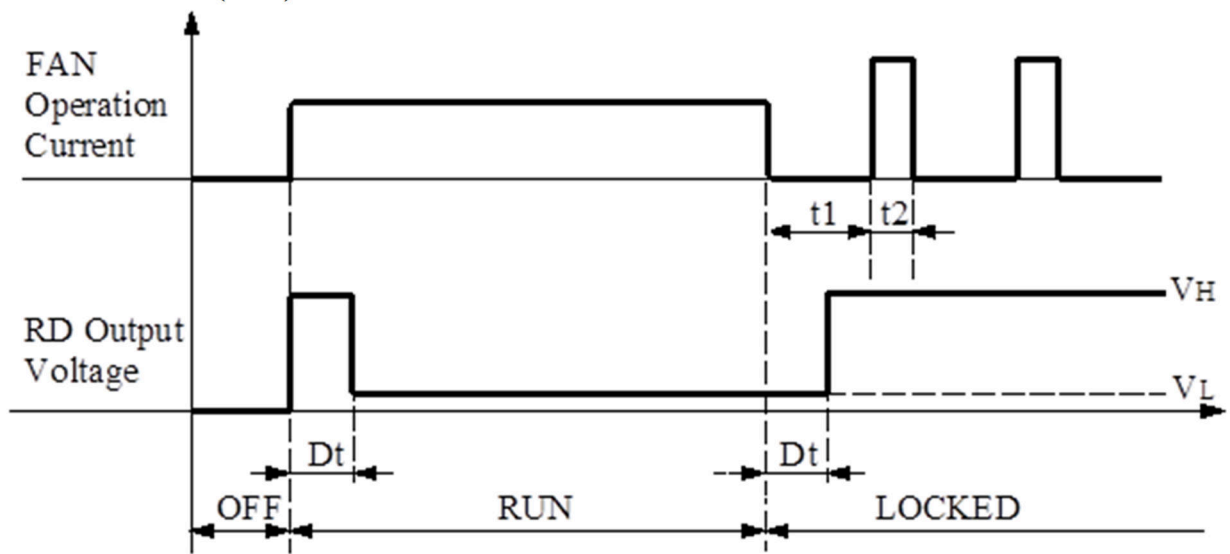 FAN
Operation
Current
t1
t2
VH
RD Output
Voltage
VL
Dt
Dt
OFF
RUN
LOCKED